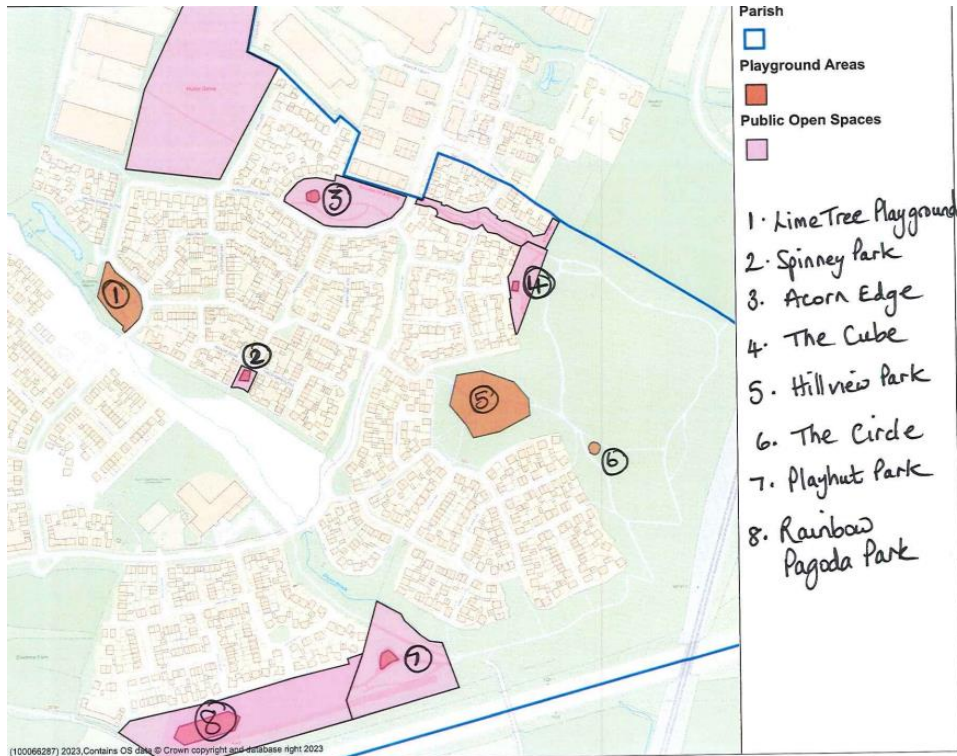 Parish
Playground Areas
Public Open Spaces
1. Lime Tree Playground
2. Spinney Park
3. Acorn Edge
4. The Cube
5. Hillview Park
6. The Circle
7. Playhut Park
8. Rainbow
Pagoda Park
3
4
1
2
5
6
7
8
(100066287) 2023,Contains OS data © Crown copyright and database right 2023